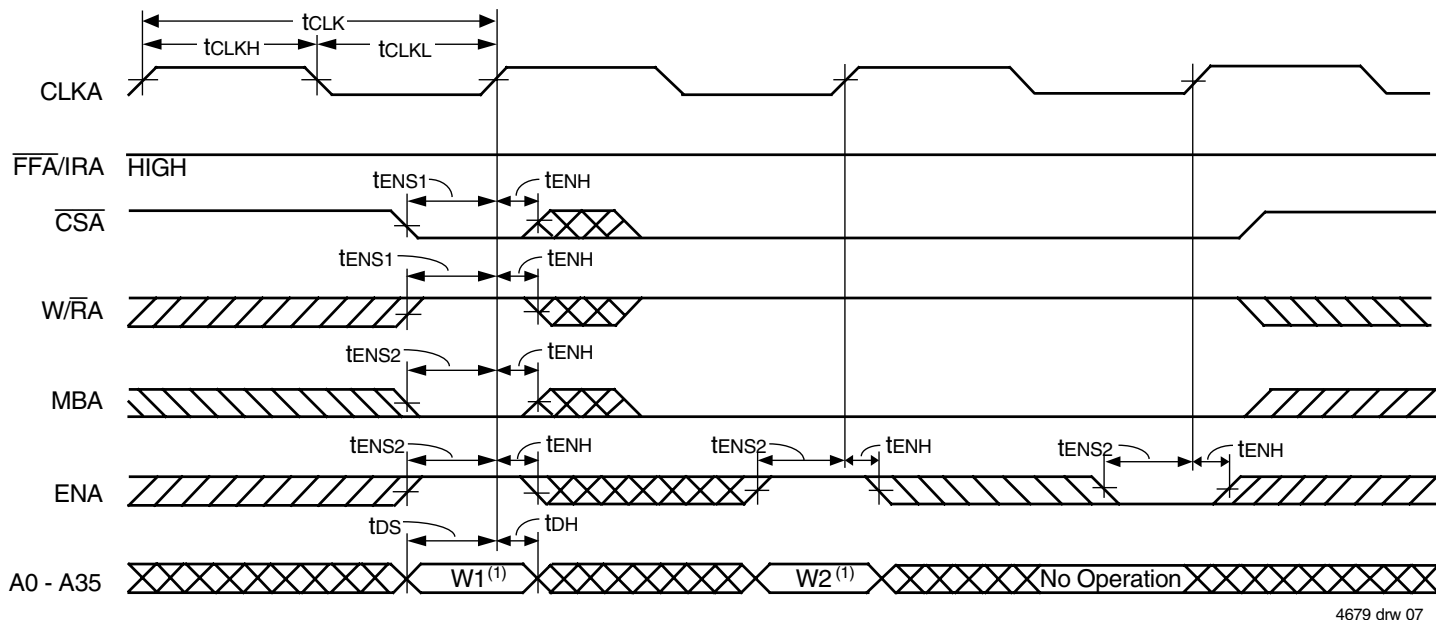 tCLK
tCLKH tCLKL
CLKA
FFA/IRA HIGH
tENS1 tENH
CSA
tENS1 tENH
W/RA
tENS2 tENH
MBA
tENS2 tENH tENS2 tENH tENS2 tENH
ENA
tDS tDH
A0 - A35 W1(1) W2(1) No Operation
4679 drw 07